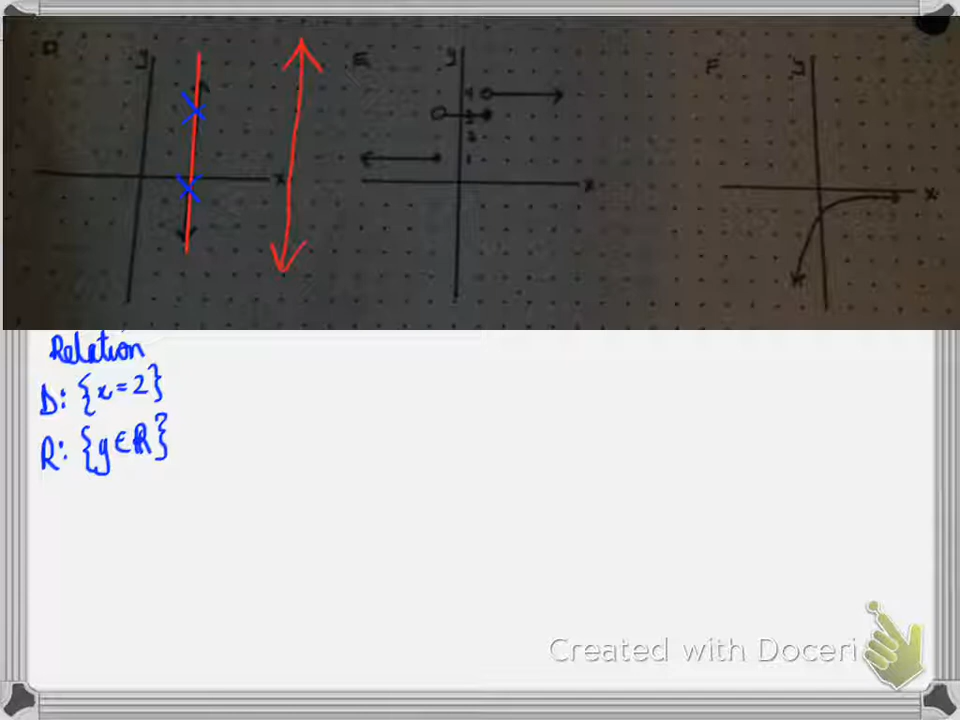 D
y
x
E
y
4
3
2
1
x
F
y
x
Relation
D: {x = 2}
R: {y ∈ ℝ}
Created with Doceri